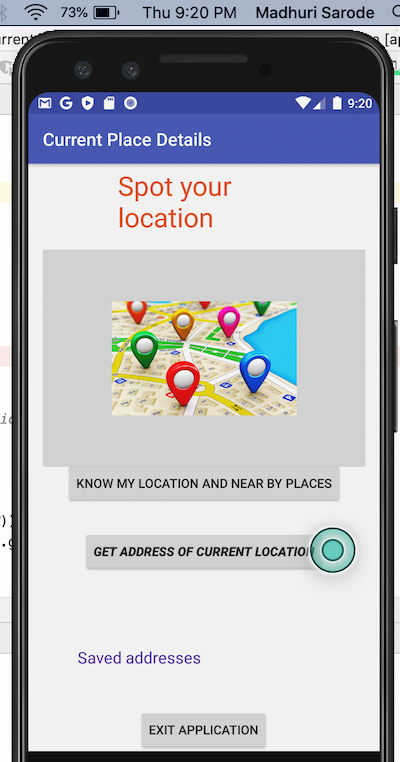 73%
Thu 9:20 PM
Madhuri Sarode
9:20
Current Place Details
Spot your
location
KNOW MY LOCATION AND NEAR BY PLACES
GET ADDRESS OF CURRENT LOCATION
Saved addresses
EXIT APPLICATION